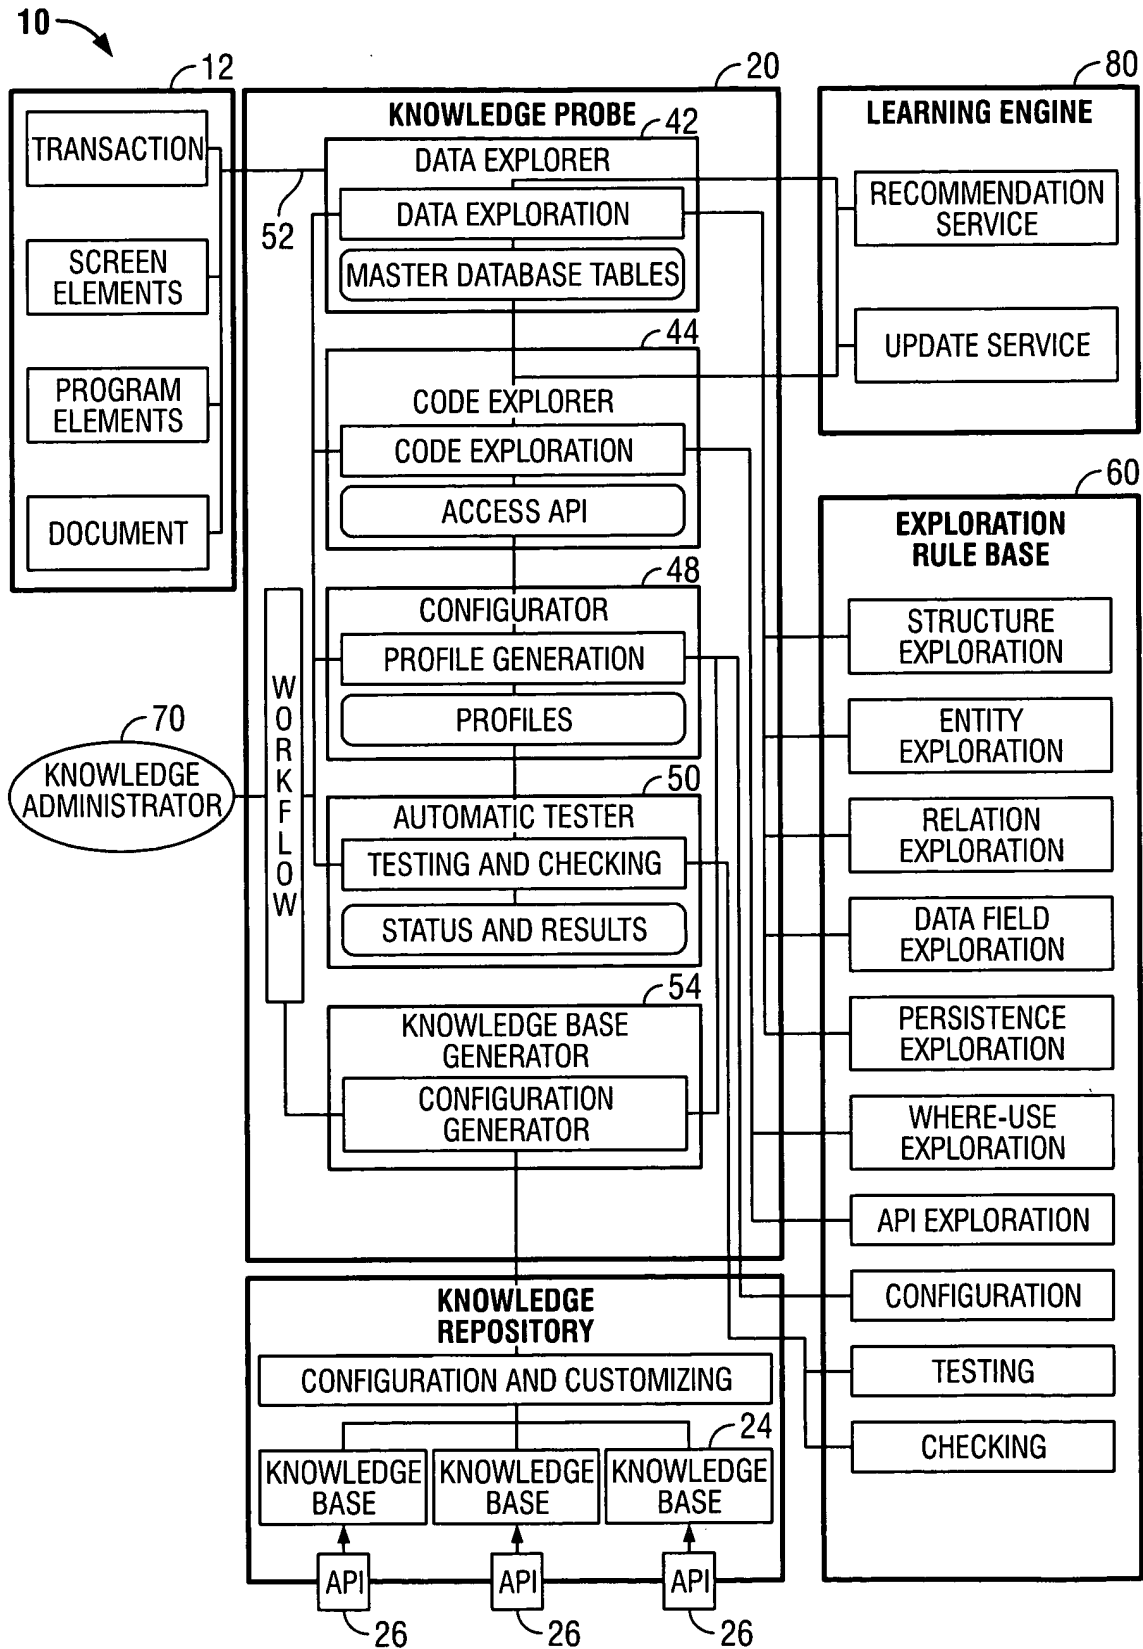 10
12
TRANSACTION
SCREEN
ELEMENTS
PROGRAM
ELEMENTS
DOCUMENT
52
70
KNOWLEDGE
ADMINISTRATOR
20
KNOWLEDGE PROBE
WORKFLOW
42
DATA EXPLORER
DATA EXPLORATION
MASTER DATABASE TABLES
44
CODE EXPLORER
CODE EXPLORATION
ACCESS API
48
CONFIGURATOR
PROFILE GENERATION
PROFILES
50
AUTOMATIC TESTER
TESTING AND CHECKING
STATUS AND RESULTS
54
KNOWLEDGE BASE
GENERATOR
CONFIGURATION
GENERATOR
KNOWLEDGE
REPOSITORY
CONFIGURATION AND CUSTOMIZING
24
KNOWLEDGE
BASE
KNOWLEDGE
BASE
KNOWLEDGE
BASE
API
API
API
26
26
26
80
LEARNING ENGINE
RECOMMENDATION
SERVICE
UPDATE SERVICE
60
EXPLORATION
RULE BASE
STRUCTURE
EXPLORATION
ENTITY
EXPLORATION
RELATION
EXPLORATION
DATA FIELD
EXPLORATION
PERSISTENCE
EXPLORATION
WHERE-USE
EXPLORATION
API EXPLORATION
CONFIGURATION
TESTING
CHECKING